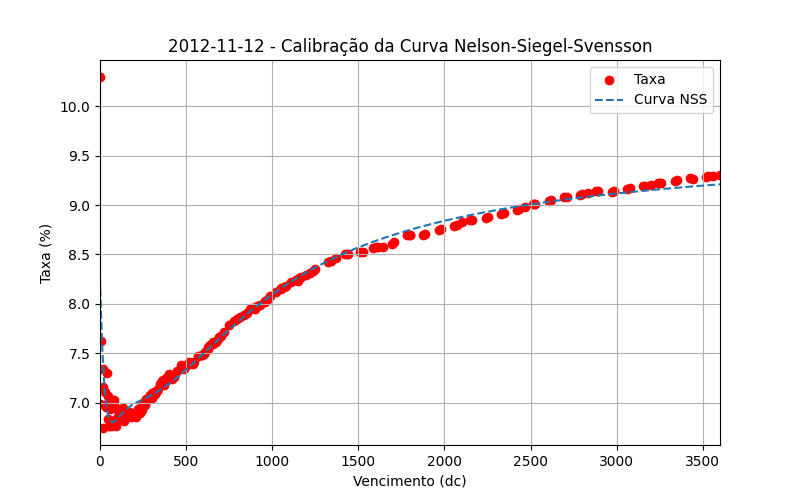 2012-11-12 - Calibração da Curva Nelson-Siegel-Svensson
Taxa
Curva NSS
Taxa (%)
10.0
9.5
9.0
8.5
8.0
7.5
7.0
0 500 1000 1500 2000 2500 3000 3500
Vencimento (dc)